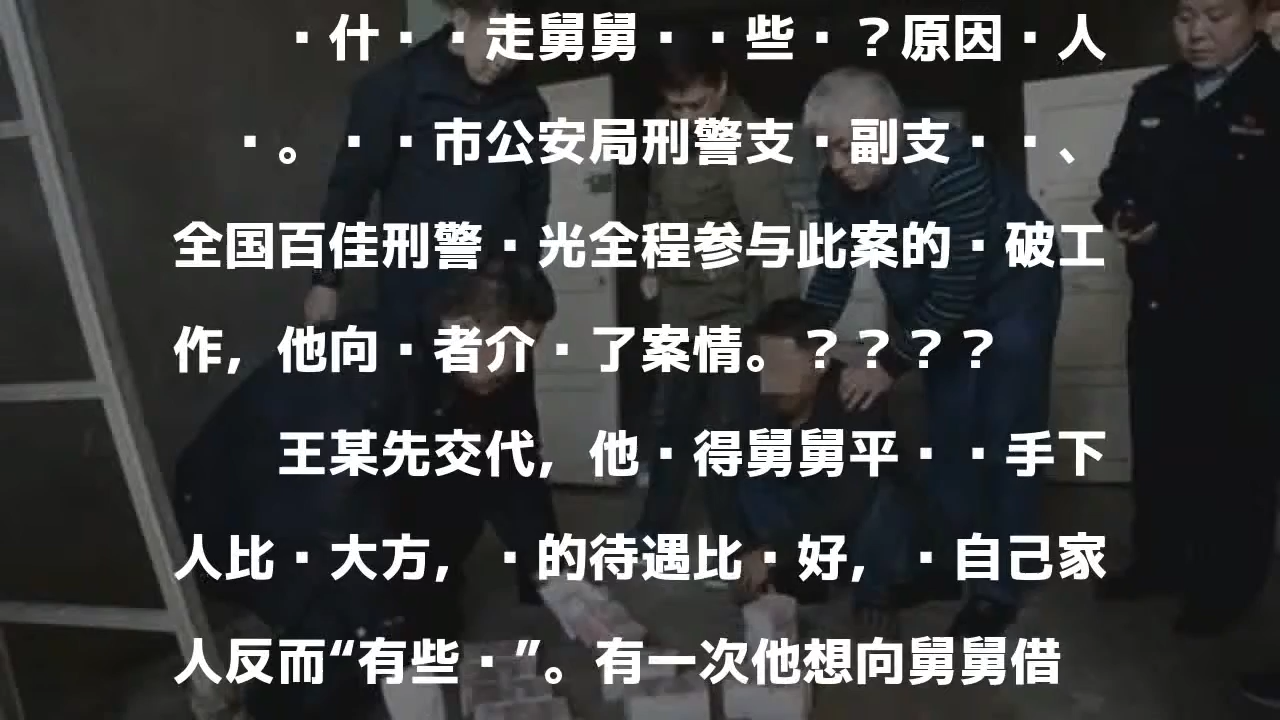 ▪什▪▪走舅舅▪▪些▪？原因▪人
▪。▪▪市公安局刑警支▪副支▪▪、
全国百佳刑警▪光全程参与此案的▪破工
作，他向▪者介▪了案情。？？？？
王某先交代，他▪得舅舅平▪▪手下
人比▪大方，▪的待遇比▪好，▪自己家
人反而“有些▪”。有一次他想向舅舅借